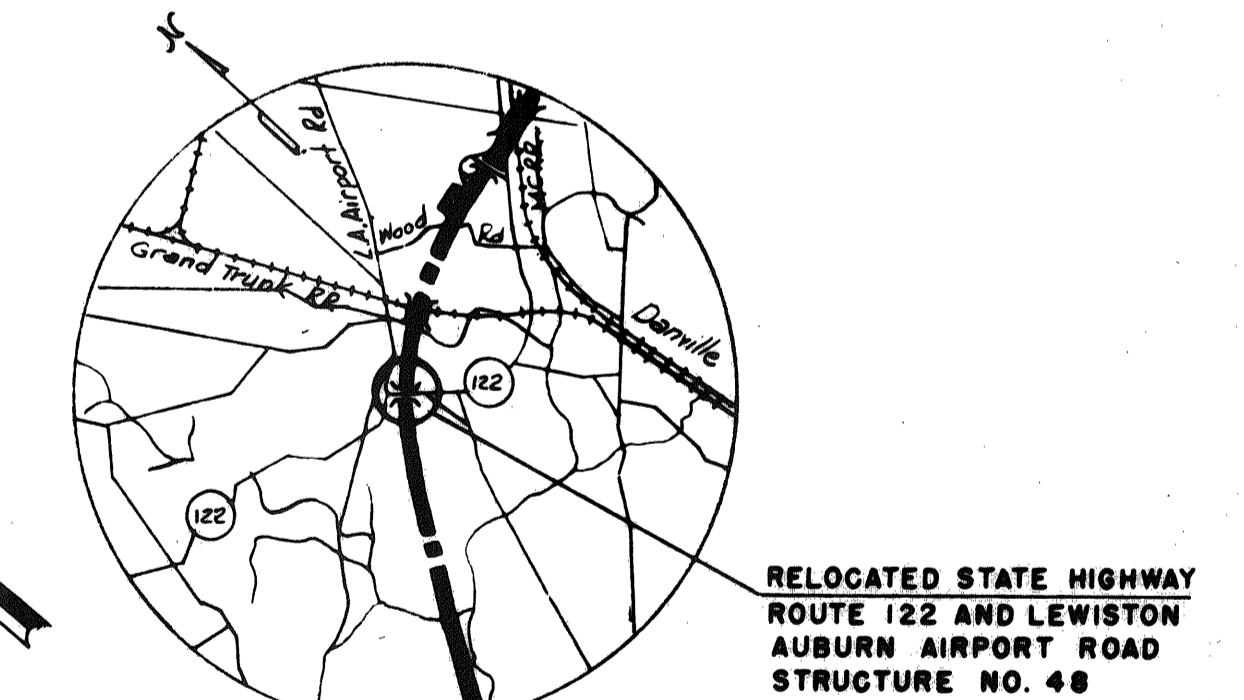 N
L.A. Airport Rd
M.C.RR.
Wood Rd
Grand Trunk RR
Danville
122
122
RELOCATED STATE HIGHWAY
ROUTE 122 AND LEWISTON
AUBURN AIRPORT ROAD
STRUCTURE NO. 48